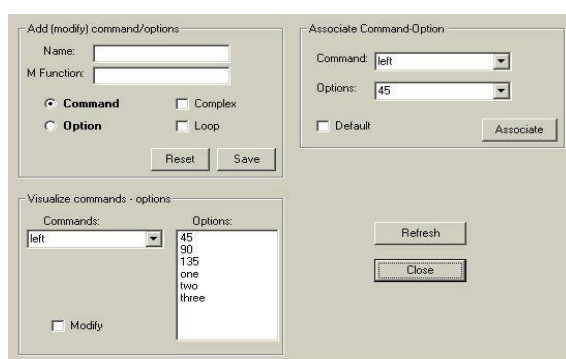 Add (modify) command/options
Name:
M Function:
Command
Complex
Option
Loop
Reset
Save
Associate Command-Option
Command:
left
Options:
45
Default
Associate
Visualize commands - options
Commands:
left
Options:
45
90
135
one
two
three
Modify
Refresh
Close